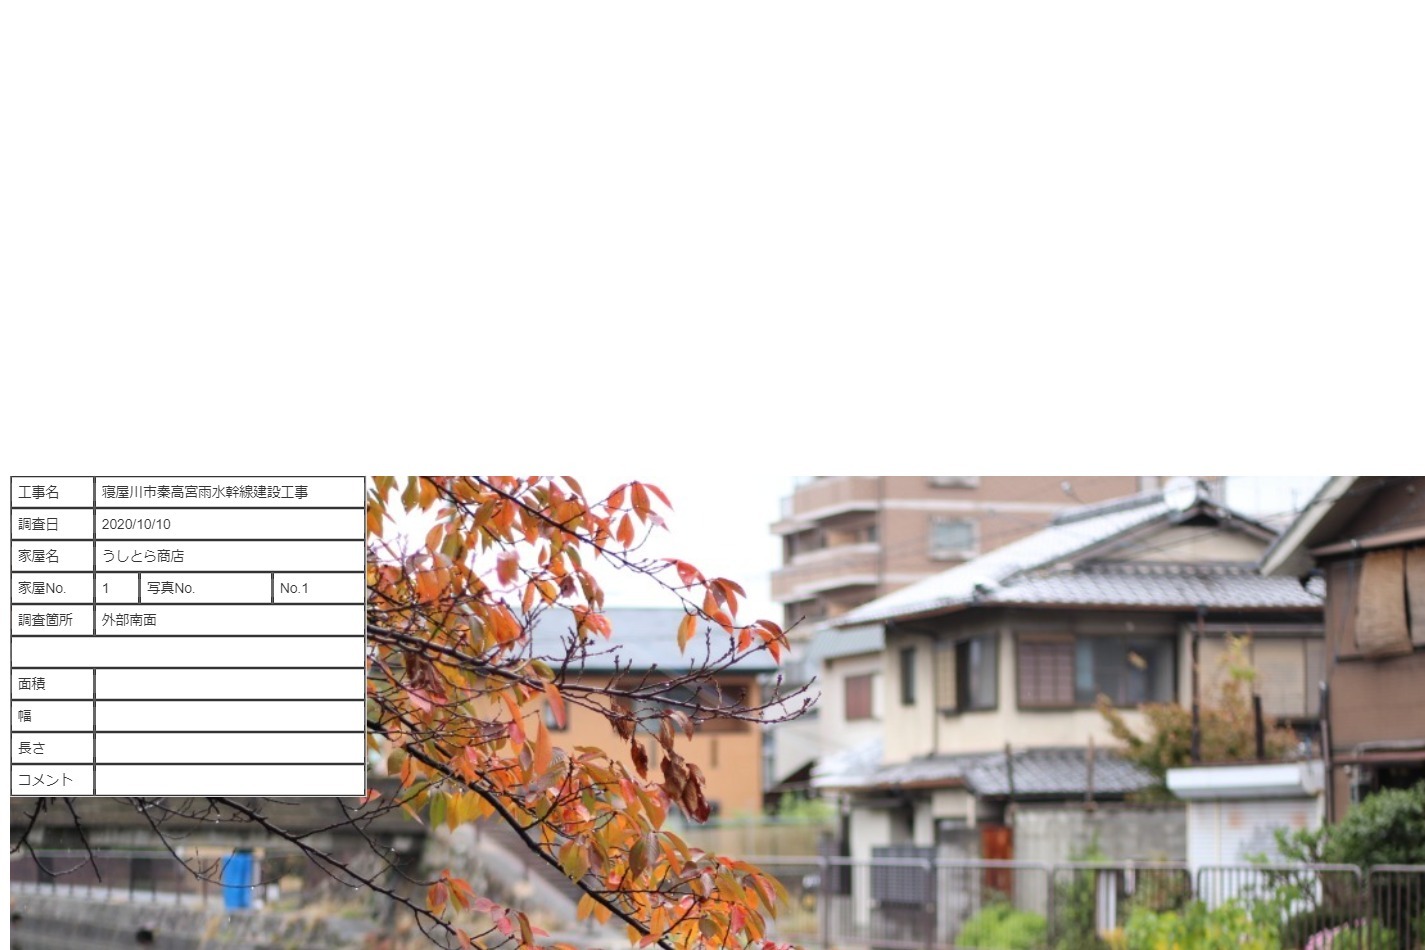 工事名 寝屋川市秦高宮雨水幹線建設工事
調査日 2020/10/10
家屋名 うしとら商店
家屋No. 1 写真No. No.1
調査箇所 外部南面
面積
幅
長さ
コメント